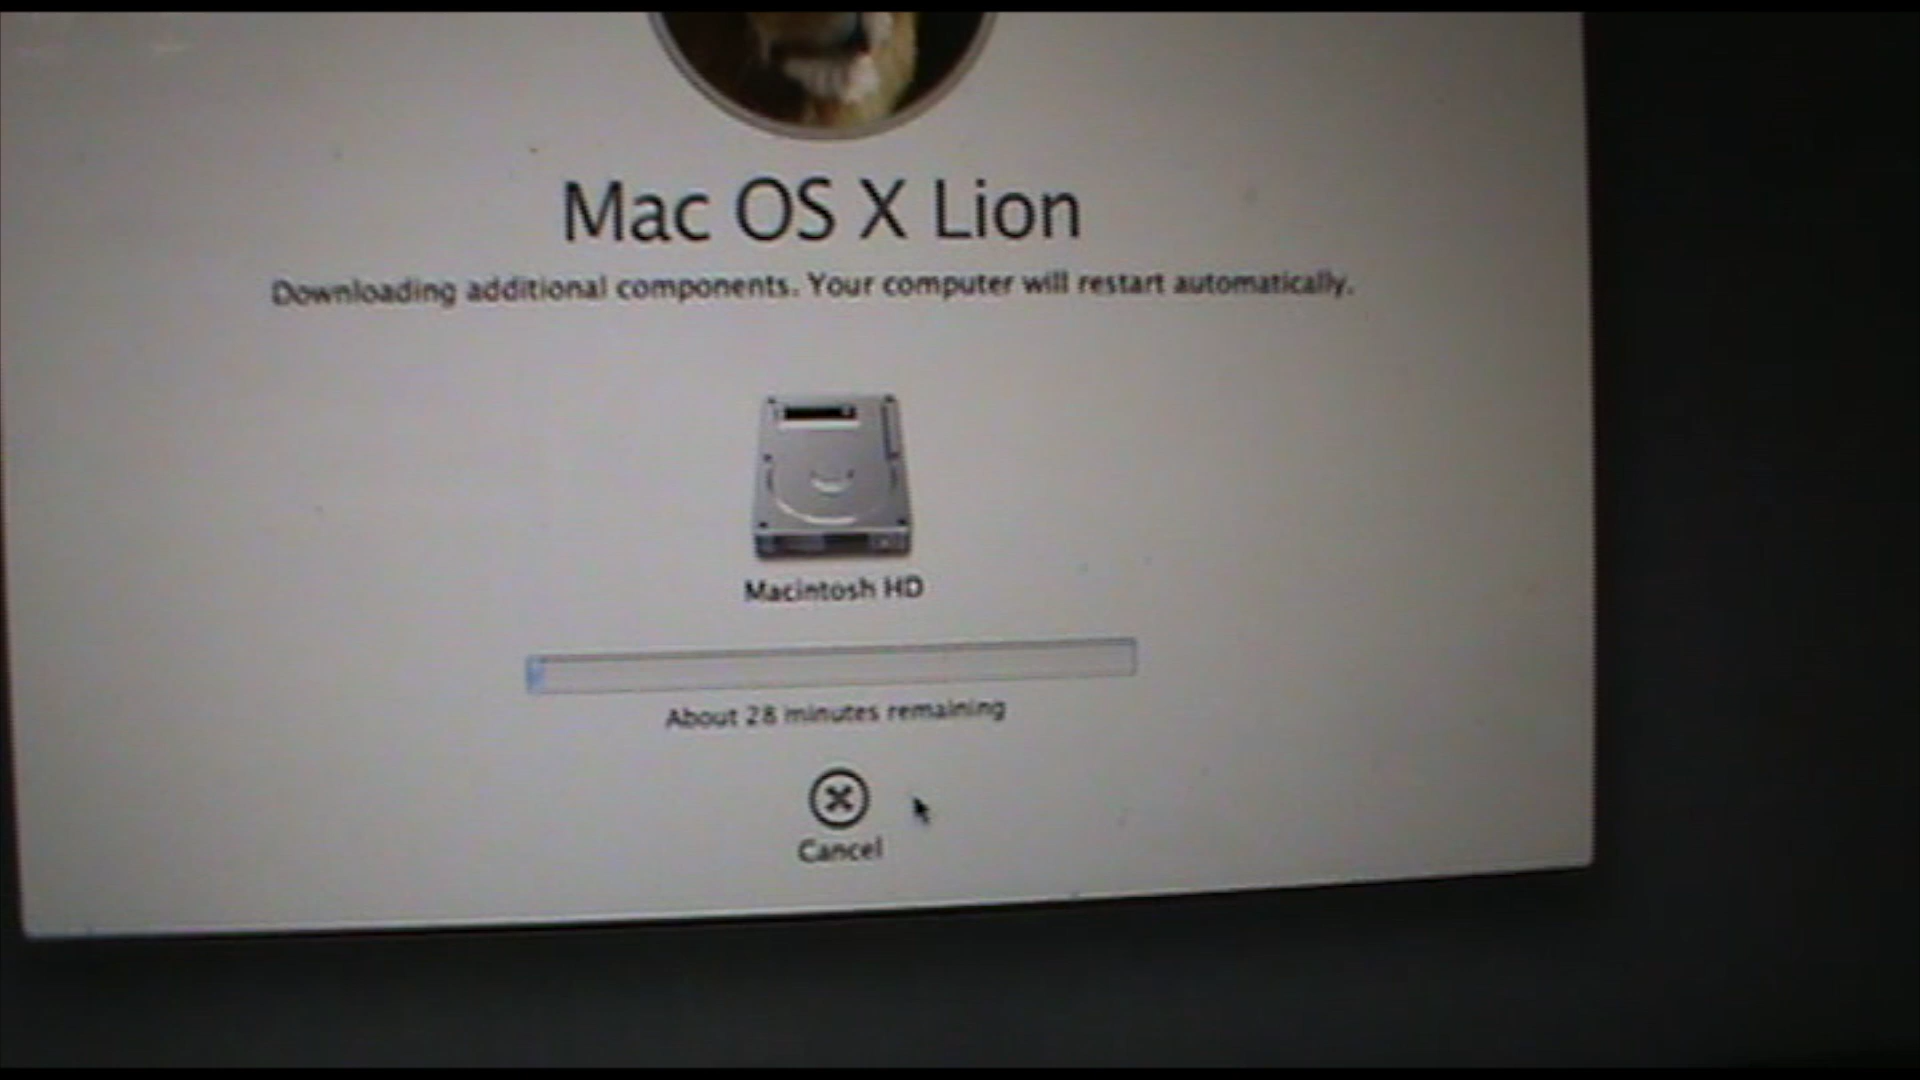 Mac OS X Lion
Downloading additional components. Your computer will restart automatically.
Macintosh HD
About 28 minutes remaining
Cancel